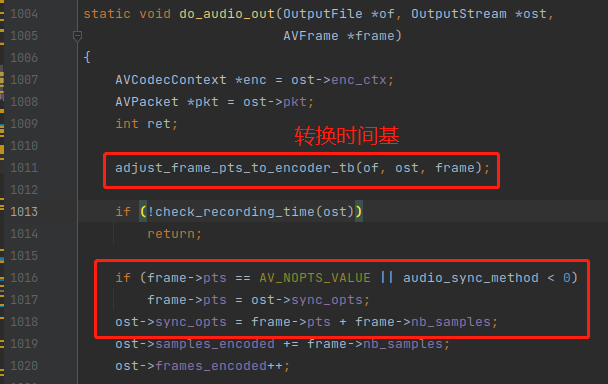 1004 static void do_audio_out(OutputFile *of, OutputStream *ost,
1005 AVFrame *frame)
1006 {
1007 AVCodecContext *enc = ost->enc_ctx;
1008 AVPacket *pkt = ost->pkt;
1009 int ret;
转换时间基
1010
1011 adjust_frame_pts_to_encoder_tb(of, ost, frame);
1012
1013 if (!check_recording_time(ost))
1014 return;
1015
1016 if (frame->pts == AV_NOPTS_VALUE || audio_sync_method < 0)
1017 frame->pts = ost->sync_opts;
1018 ost->sync_opts = frame->pts + frame->nb_samples;
1019 ost->samples_encoded += frame->nb_samples;
1020 ost->frames_encoded++;